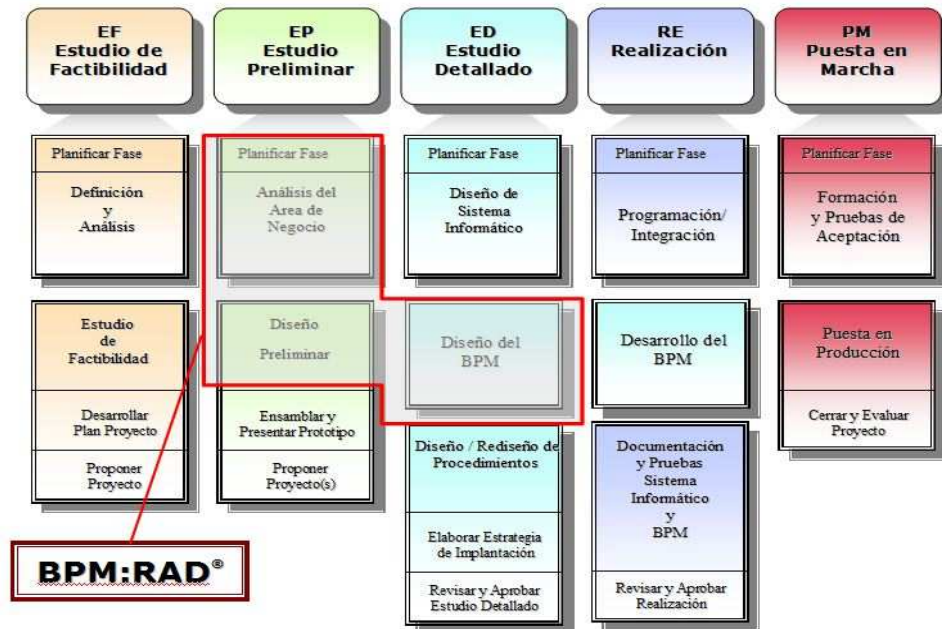 EF
Estudio de
Factibilidad
EP
Estudio
Preliminar
ED
Estudio
Detallado
RE
Realización
PM
Puesta en
Marcha
Planificar Fase
Definición
y
Análisis
Estudio
de
Factibilidad
Desarrollar
Plan Proyecto
Proponer
Proyecto
Planificar Fase
Análisis del
Area de
Negocio
Diseño
Preliminar
Ensamblar y
Presentar Prototipo
Proponer
Proyecto(s)
Planificar Fase
Diseño de
Sistema
Informático
Diseño del
BPM
Diseño / Rediseño de
Procedimientos
Elaborar Estrategia
de Implantación
Revisar y Aprobar
Estudio Detallado
Planificar Fase
Programación/
Integración
Desarrollo del
BPM
Documentación
y Pruebas
Sistema
Informático
y
BPM
Revisar y Aprobar
Realización
Planificar Fase
Formación
y Pruebas de
Aceptación
Puesta en
Producción
Cerrar y Evaluar
Proyecto
BPM:RAD®